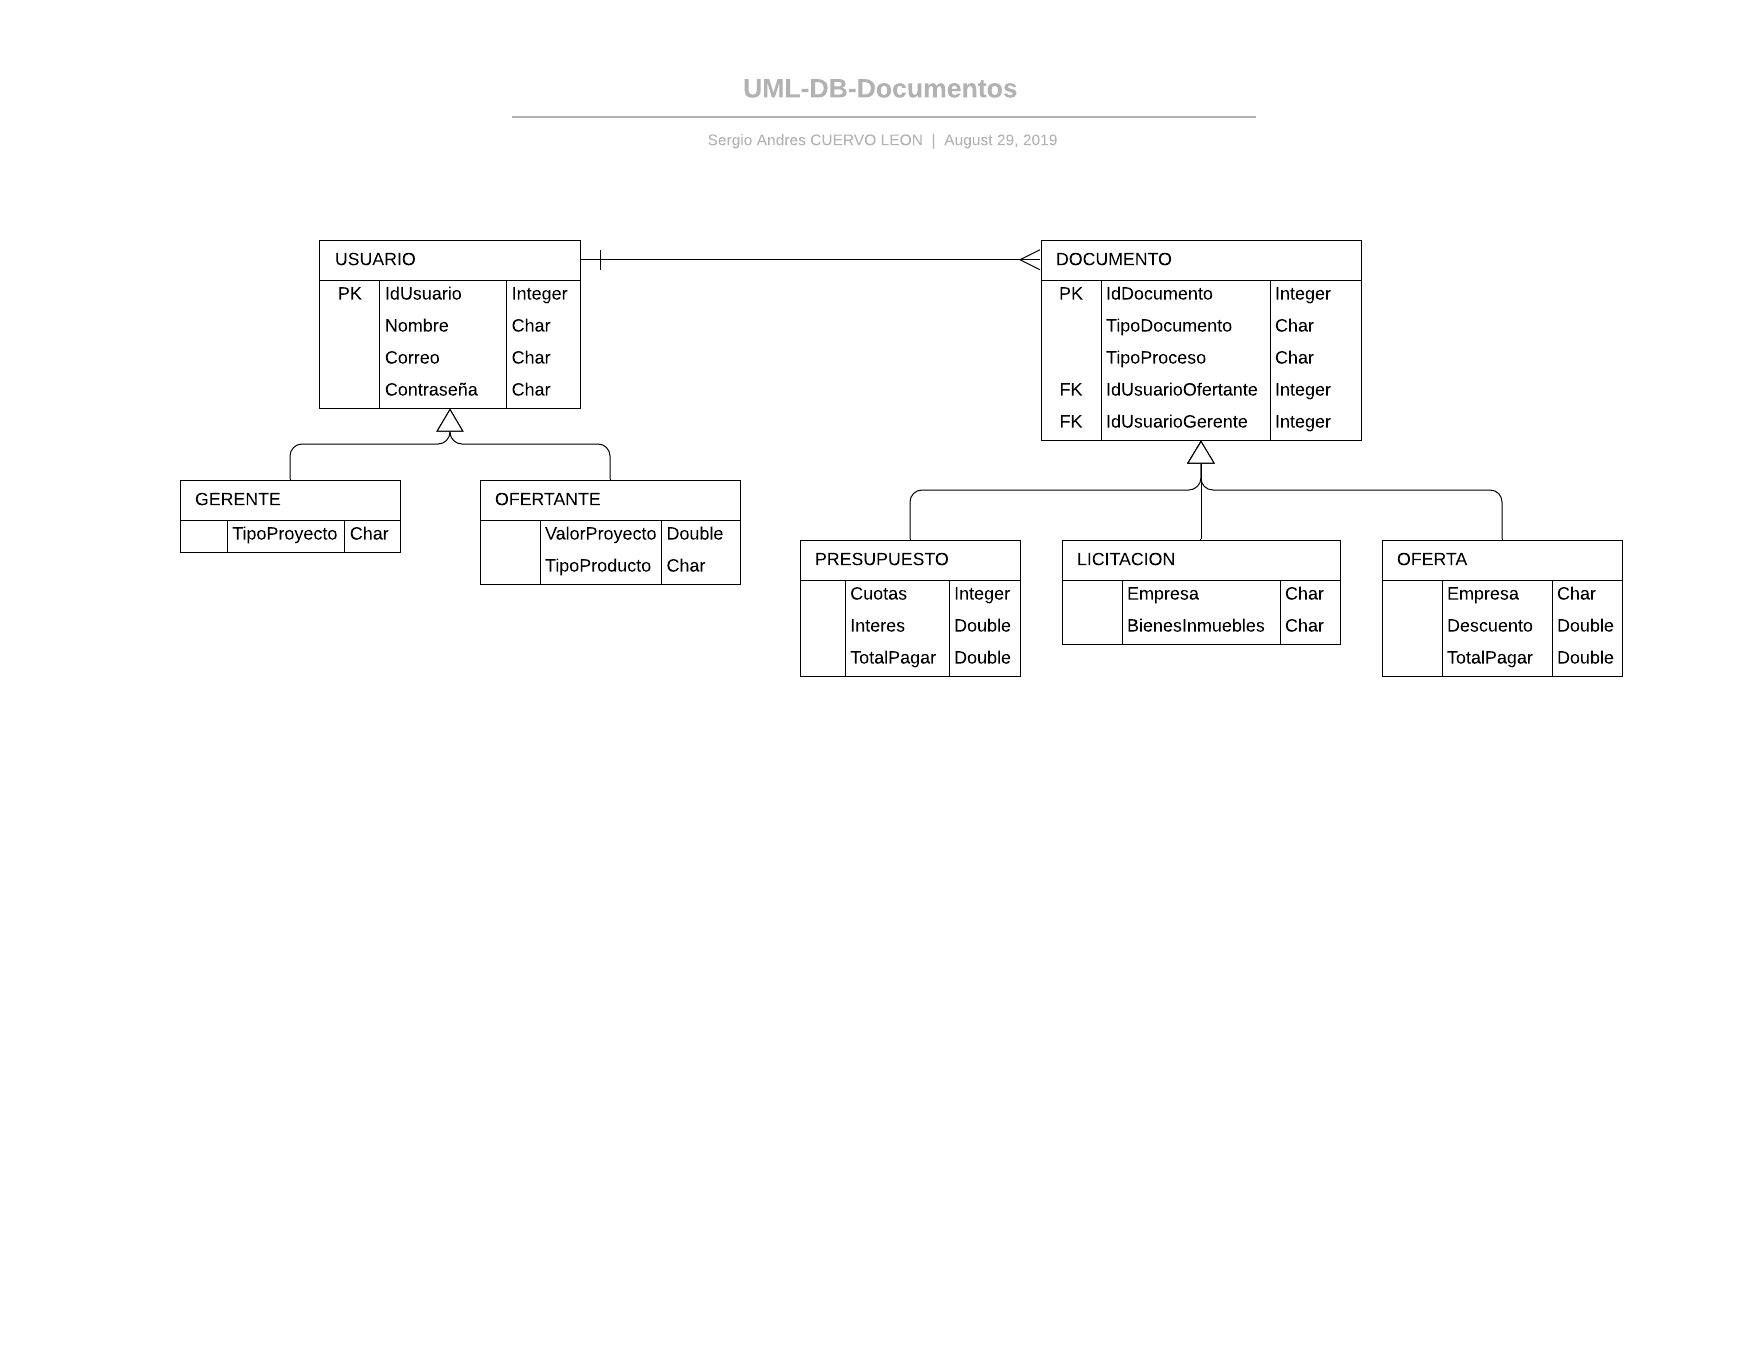 UML-DB-Documentos
Sergio Andres CUERVO LEON | August 29, 2019
USUARIO
PK IdUsuario Integer
Nombre Char
Correo Char
Contraseña Char
DOCUMENTO
PK IdDocumento Integer
TipoDocumento Char
TipoProceso Char
FK IdUsuarioOfertante Integer
FK IdUsuarioGerente Integer
GERENTE
TipoProyecto Char
OFERTANTE
ValorProyecto Double
TipoProducto Char
PRESUPUESTO
Cuotas Integer
Interes Double
TotalPagar Double
LICITACION
Empresa Char
BienesInmuebles Char
OFERTA
Empresa Char
Descuento Double
TotalPagar Double